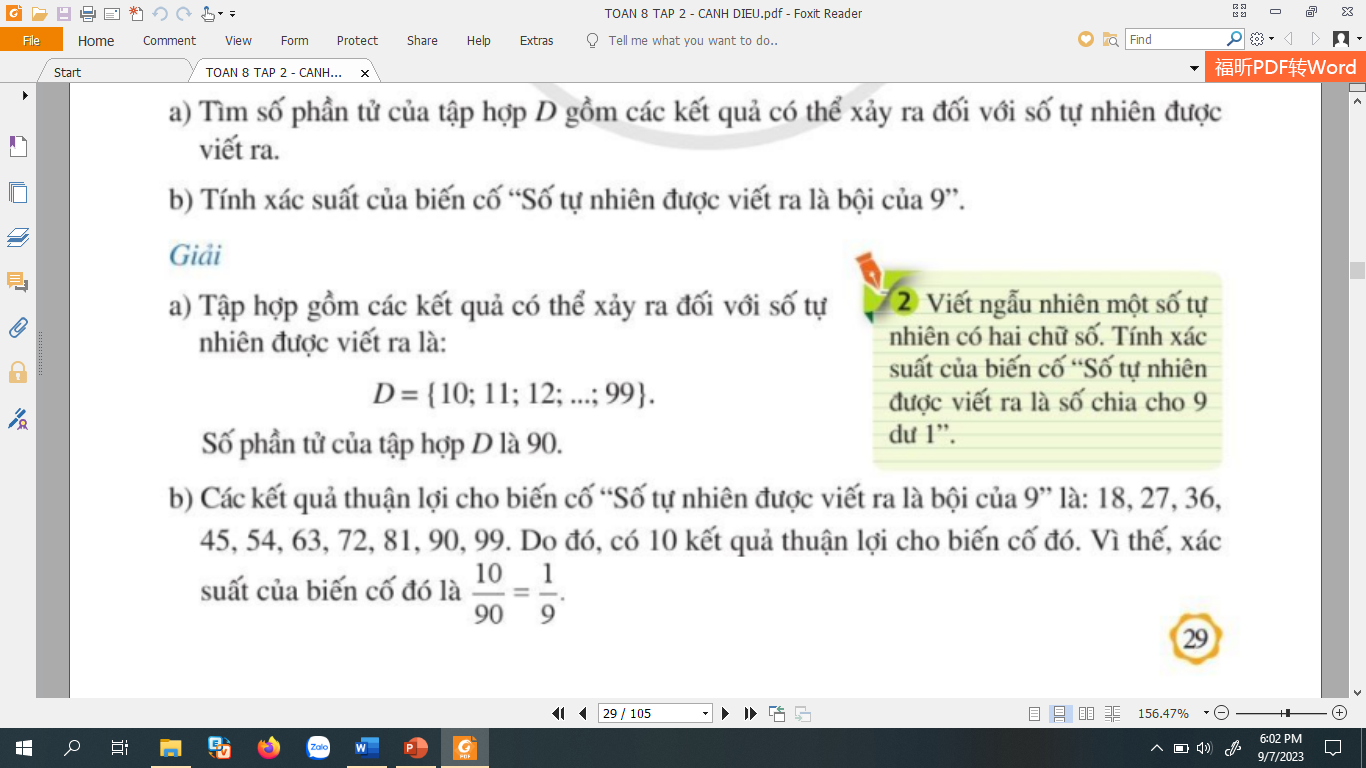 TOAN 8 TAP 2 - CANH DIEU.pdf - Foxit Reader
File Home Comment View Form Protect Share Help Extras Tell me what you want to do.. Find
Start TOAN 8 TAP 2 - CANH... 福昕PDF转Word
a) Tìm số phần tử của tập hợp D gồm các kết quả có thể xảy ra đối với số tự nhiên được
viết ra.
b) Tính xác suất của biến cố “Số tự nhiên được viết ra là bội của 9”.
Giải
a) Tập hợp gồm các kết quả có thể xảy ra đối với số tự
nhiên được viết ra là:
D = {10; 11; 12; ...; 99}.
Số phần tử của tập hợp D là 90.
2 Viết ngẫu nhiên một số tự
nhiên có hai chữ số. Tính xác
suất của biến cố “Số tự nhiên
được viết ra là số chia cho 9
dư 1”.
b) Các kết quả thuận lợi cho biến cố “Số tự nhiên được viết ra là bội của 9” là: 18, 27, 36,
45, 54, 63, 72, 81, 90, 99. Do đó, có 10 kết quả thuận lợi cho biến cố đó. Vì thế, xác
suất của biến cố đó là 10/90 = 1/9.
29
29 / 105 156.47%
Zalo
6:02 PM
9/7/2023